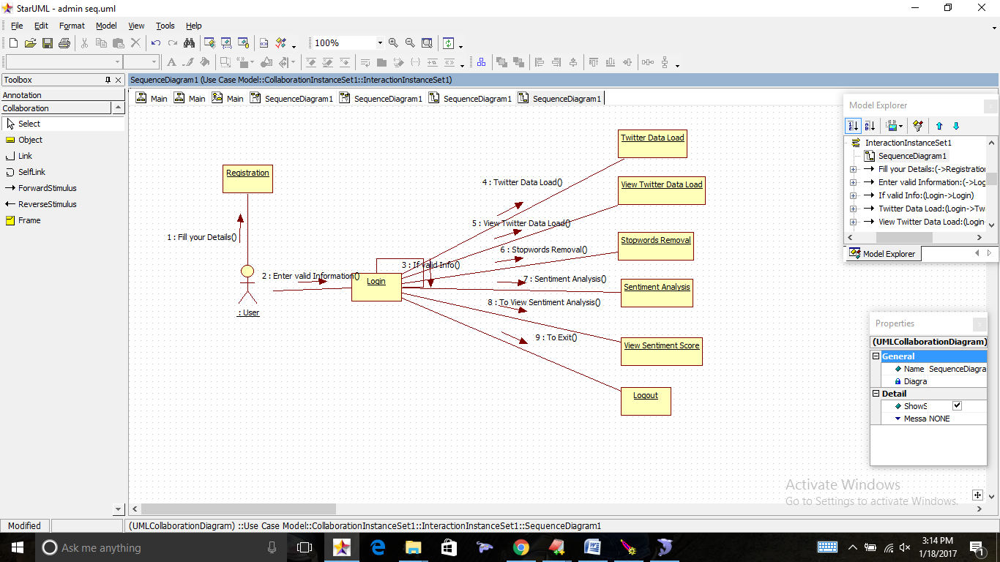 StarUML - admin seq.uml
File Edit Format Model View Tools Help
100%
Toolbox
Annotation
Collaboration
Select
Object
Link
SelfLink
ForwardStimulus
ReverseStimulus
Frame
SequenceDiagram1 (Use Case Model::CollaborationInstanceSet1::InteractionInstanceSet1)
Main Main Main SequenceDiagram1 SequenceDiagram1 SequenceDiagram1 SequenceDiagram1
Registration
1 : Fill your Details()
: User
2 : Enter valid Information()
Login
3 : If valid Info()
4 : Twitter Data Load()
5 : View Twitter Data Load()
6 : Stopwords Removal()
7 : Sentiment Analysis()
8 : To View Sentiment Analysis()
9 : To Exit()
Twitter Data Load
View Twitter Data Load
Stopwords Removal
Sentiment Analysis
View Sentiment Score
Logout
Model Explorer
InteractionInstanceSet1
SequenceDiagram1
Fill your Details:(->Registration
Enter valid Information:(->Log
If valid Info:(Login->Login)
Twitter Data Load:(Login->Tw
View Twitter Data Load:(Login
Model Explorer
Properties
(UMLCollaborationDiagram)
General
Name SequenceDiagra
Diagra
Detail
ShowS
Messa NONE
Activate Windows
Go to Settings to activate Windows.
Modified
(UMLCollaborationDiagram) ::Use Case Model::CollaborationInstanceSet1::InteractionInstanceSet1::SequenceDiagram1
Ask me anything
3:14 PM
1/18/2017
1